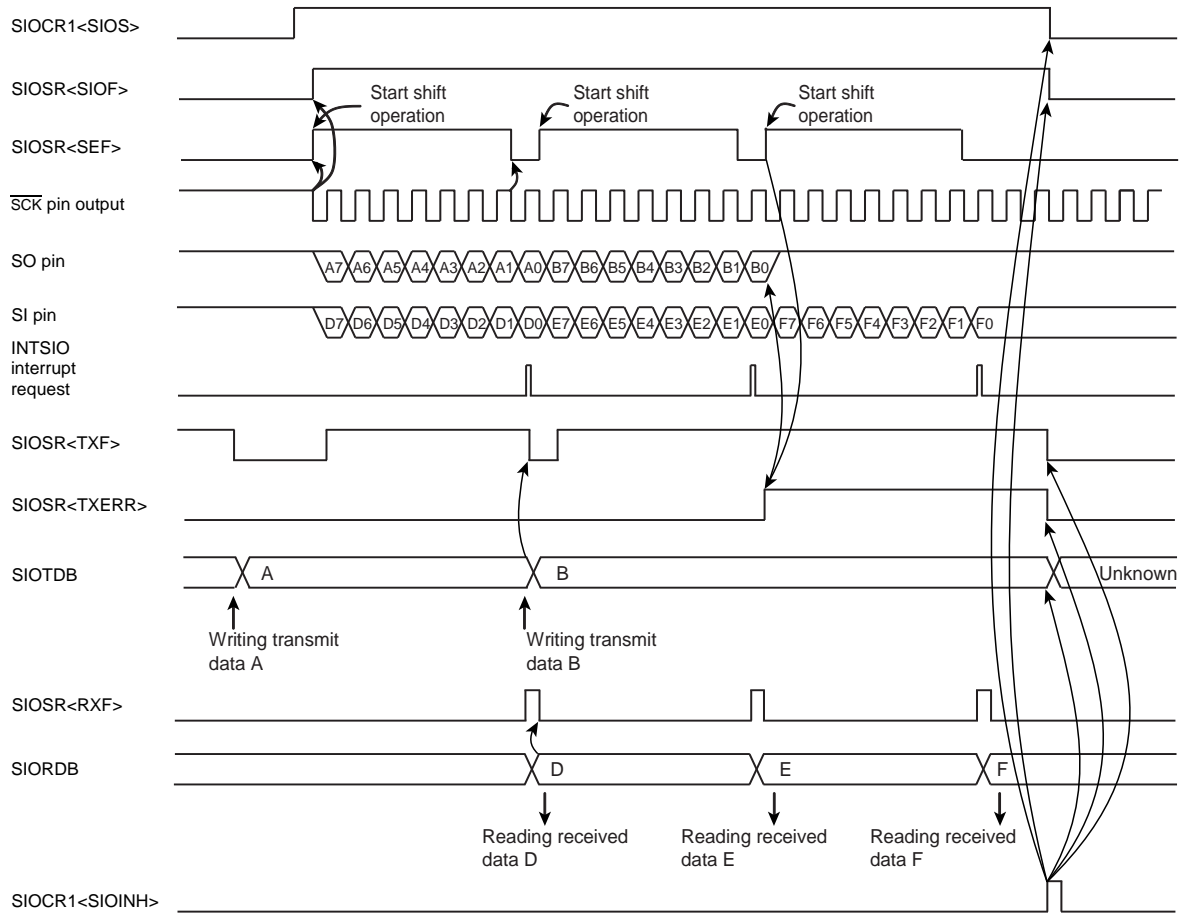 SIOCR1<SIOS>
SIOSR<SIOF>
Start shift
operation
Start shift
operation
Start shift
operation
SIOSR<SEF>
SCK pin output
SO pin
A7 A6 A5 A4 A3 A2 A1 A0 B7 B6 B5 B4 B3 B2 B1 B0
SI pin
D7 D6 D5 D4 D3 D2 D1 D0 E7 E6 E5 E4 E3 E2 E1 E0 F7 F6 F5 F4 F3 F2 F1 F0
INTSIO
interrupt
request
SIOSR<TXF>
SIOSR<TXERR>
SIOTDB
A
B
Unknown
Writing transmit
data A
Writing transmit
data B
SIOSR<RXF>
SIORDB
D
E
F
Reading received
data D
Reading received
data E
Reading received
data F
SIOCR1<SIOINH>